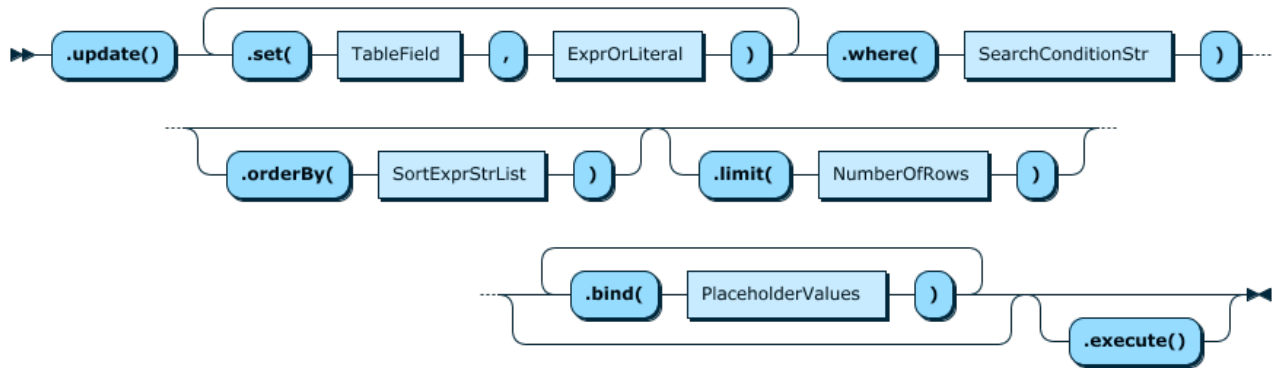 .update() .set( TableField , ExprOrLiteral ) .where( SearchConditionStr )
.orderBy( SortExprStrList ) .limit( NumberOfRows )
.bind( PlaceholderValues )
.execute()